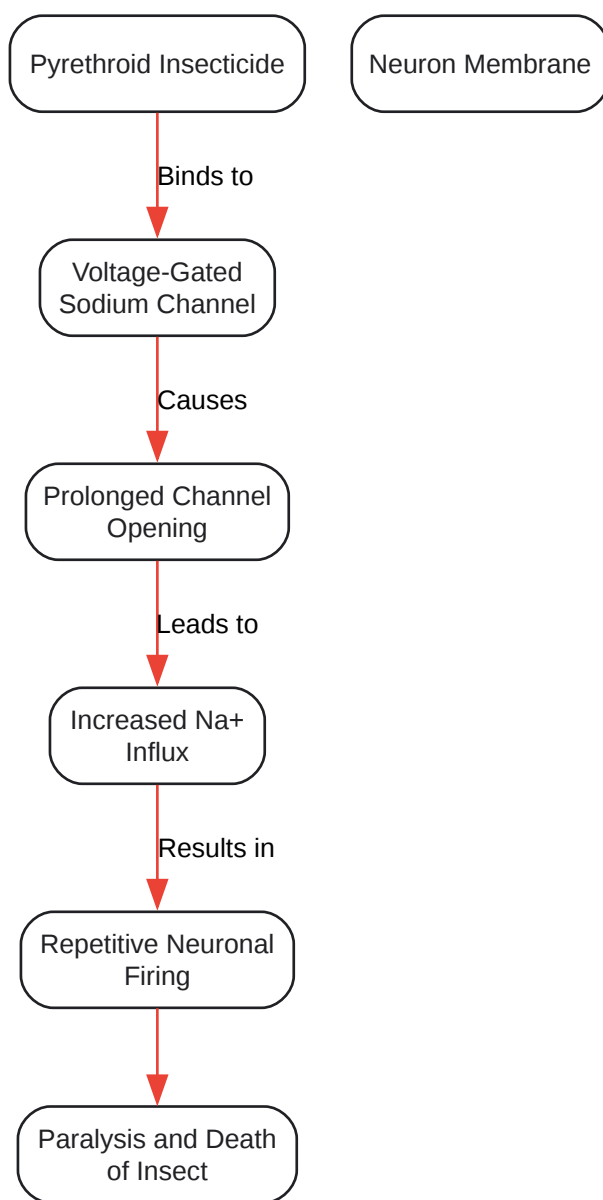 Pyrethroid Insecticide
Neuron Membrane
Binds to
Voltage-Gated
Sodium Channel
Causes
Prolonged Channel
Opening
Leads to
Increased Na+
Influx
Results in
Repetitive Neuronal
Firing
Paralysis and Death
of Insect